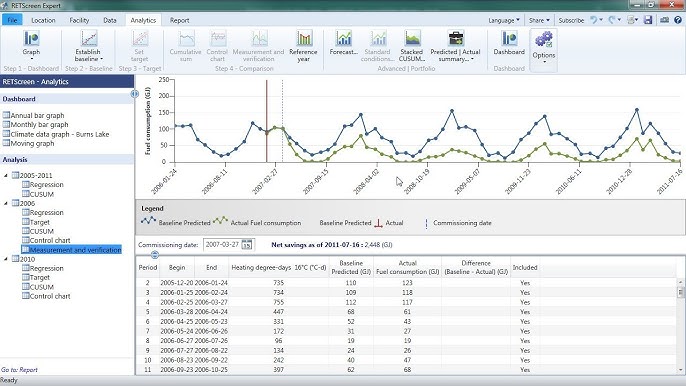 RETScreen Expert
File Location Facility Data Analytics Report Language Share Subscribe
Graph Establish baseline Set target Cumulative sum Control chart Measurement and verification Reference year Forecast... Standard conditions... Stacked CUSUM... Predicted | Actual summary... Dashboard Options
Step 1 - Dashboard Step 2 - Baseline Step 3 - Target Step 4 - Comparison Advanced | Portfolio Dashboard
RETScreen - Analytics
Dashboard
Annual bar graph
Monthly bar graph
Climate data graph - Burns Lake
Moving graph
Analysis
2005-2011
Regression
CUSUM
2006
Regression
Target
CUSUM
Control chart
Measurement and verification
2010
Regression
Target
CUSUM
Control chart
Go to: Report
Ready
Fuel consumption (GJ)
250
200
150
100
50
0
2006-01-24 2006-08-11 2007-02-27 2007-09-15 2008-04-02 2008-10-19 2009-05-07 2009-11-23 2010-06-11 2010-12-28 2011-07-16
Legend
Baseline Predicted Actual Fuel consumption Baseline Predicted Actual Commissioning date
Commissioning date: 2007-03-27 15 Net savings as of 2011-07-16 : 2,448 (GJ)
Period Begin End Heating degree-days 16°C (°C-d) Baseline Predicted (GJ) Actual Fuel consumption (GJ) Difference (Baseline - Actual) (GJ) Included
2 2005-12-20 2006-01-24 735 110 123 Yes
3 2006-01-25 2006-02-24 734 109 118 Yes
4 2006-02-25 2006-03-27 755 112 117 Yes
5 2006-03-28 2006-04-24 447 68 61 Yes
6 2006-04-25 2006-05-23 331 52 43 Yes
7 2006-05-24 2006-06-26 172 31 27 Yes
8 2006-06-27 2006-07-26 96 19 19 Yes
9 2006-07-27 2006-08-22 134 24 26 Yes
10 2006-08-23 2006-09-22 242 40 47 Yes
11 2006-09-23 2006-10-25 397 62 68 Yes